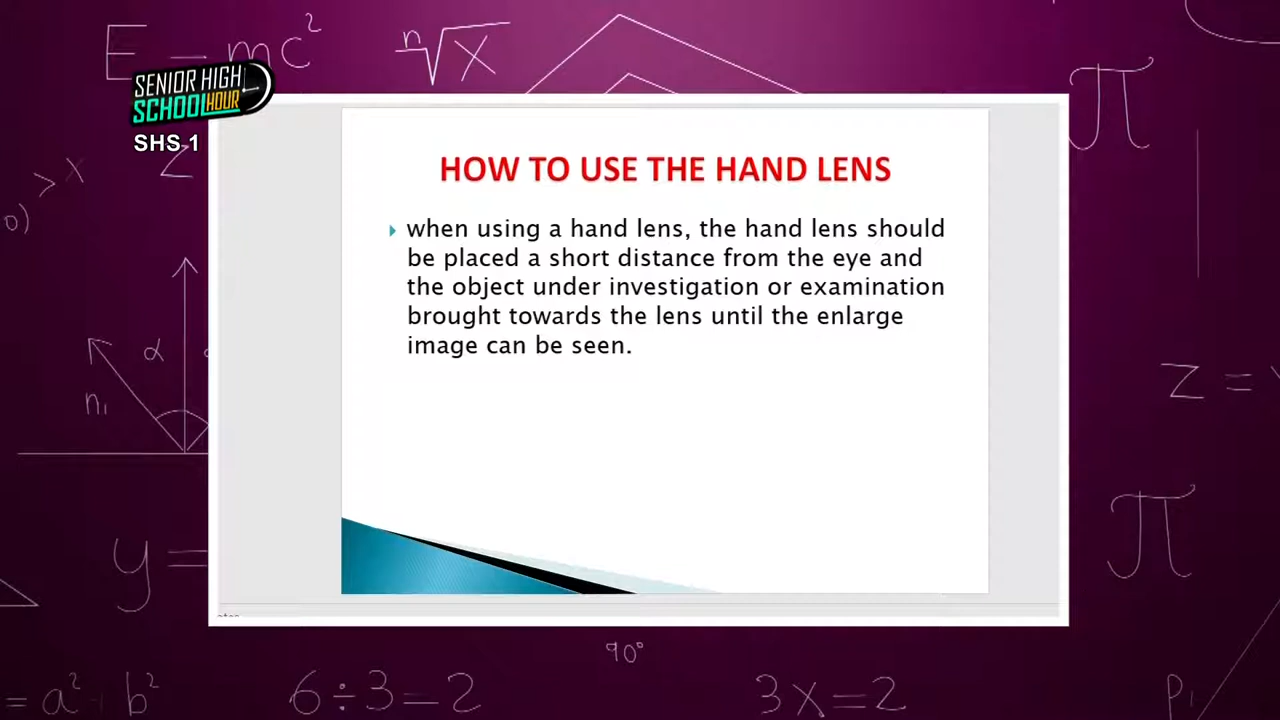 E = mc²
ⁿ√X
π
SENIOR HIGH
SCHOOL HOUR
SHS 1
Z
> x
HOW TO USE THE HAND LENS
when using a hand lens, the hand lens should
be placed a short distance from the eye and
the object under investigation or examination
brought towards the lens until the enlarge
image can be seen.
α
n₁
z =
y =
π
90°
= a² + b²
6÷3=2
3x=2
P₁